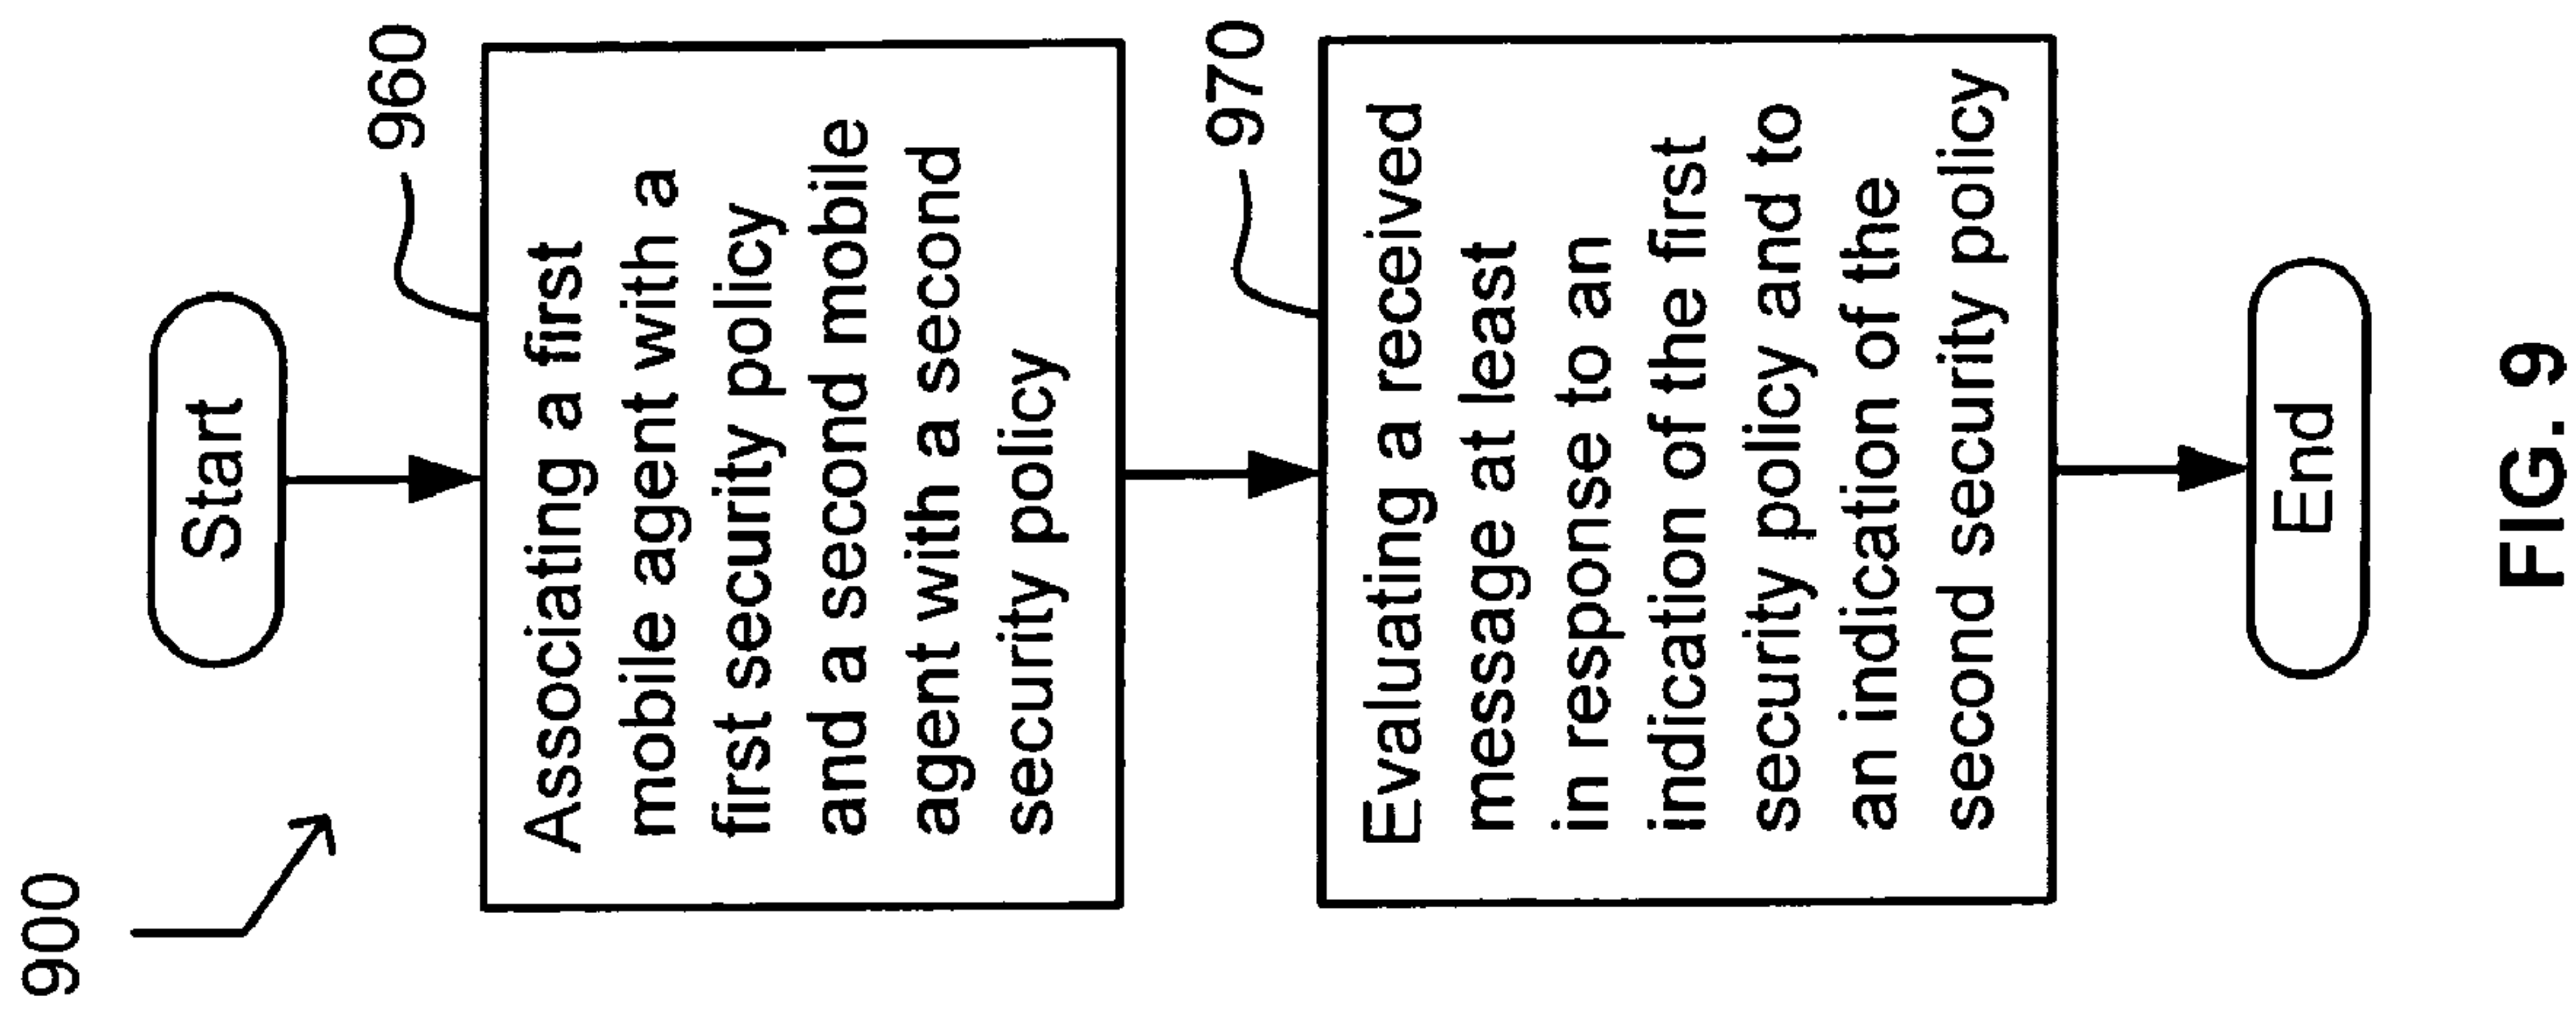 900
Start
960
Associating a first
mobile agent with a
first security policy
and a second mobile
agent with a second
security policy
970
Evaluating a received
message at least
in response to an
indication of the first
security policy and to
an indication of the
second security policy
End
FIG. 9